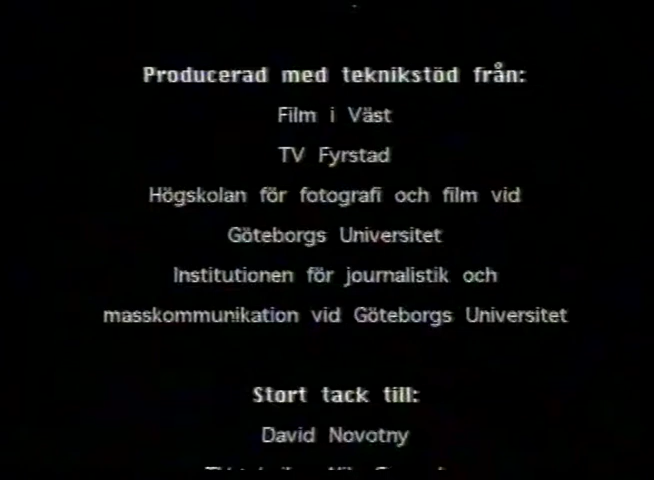 Producerad med teknikstöd från:
Film i Väst
TV Fyrstad
Högskolan för fotografi och film vid
Göteborgs Universitet
Institutionen för journalistik och
masskommunikation vid Göteborgs Universitet
Stort tack till:
David Novotny